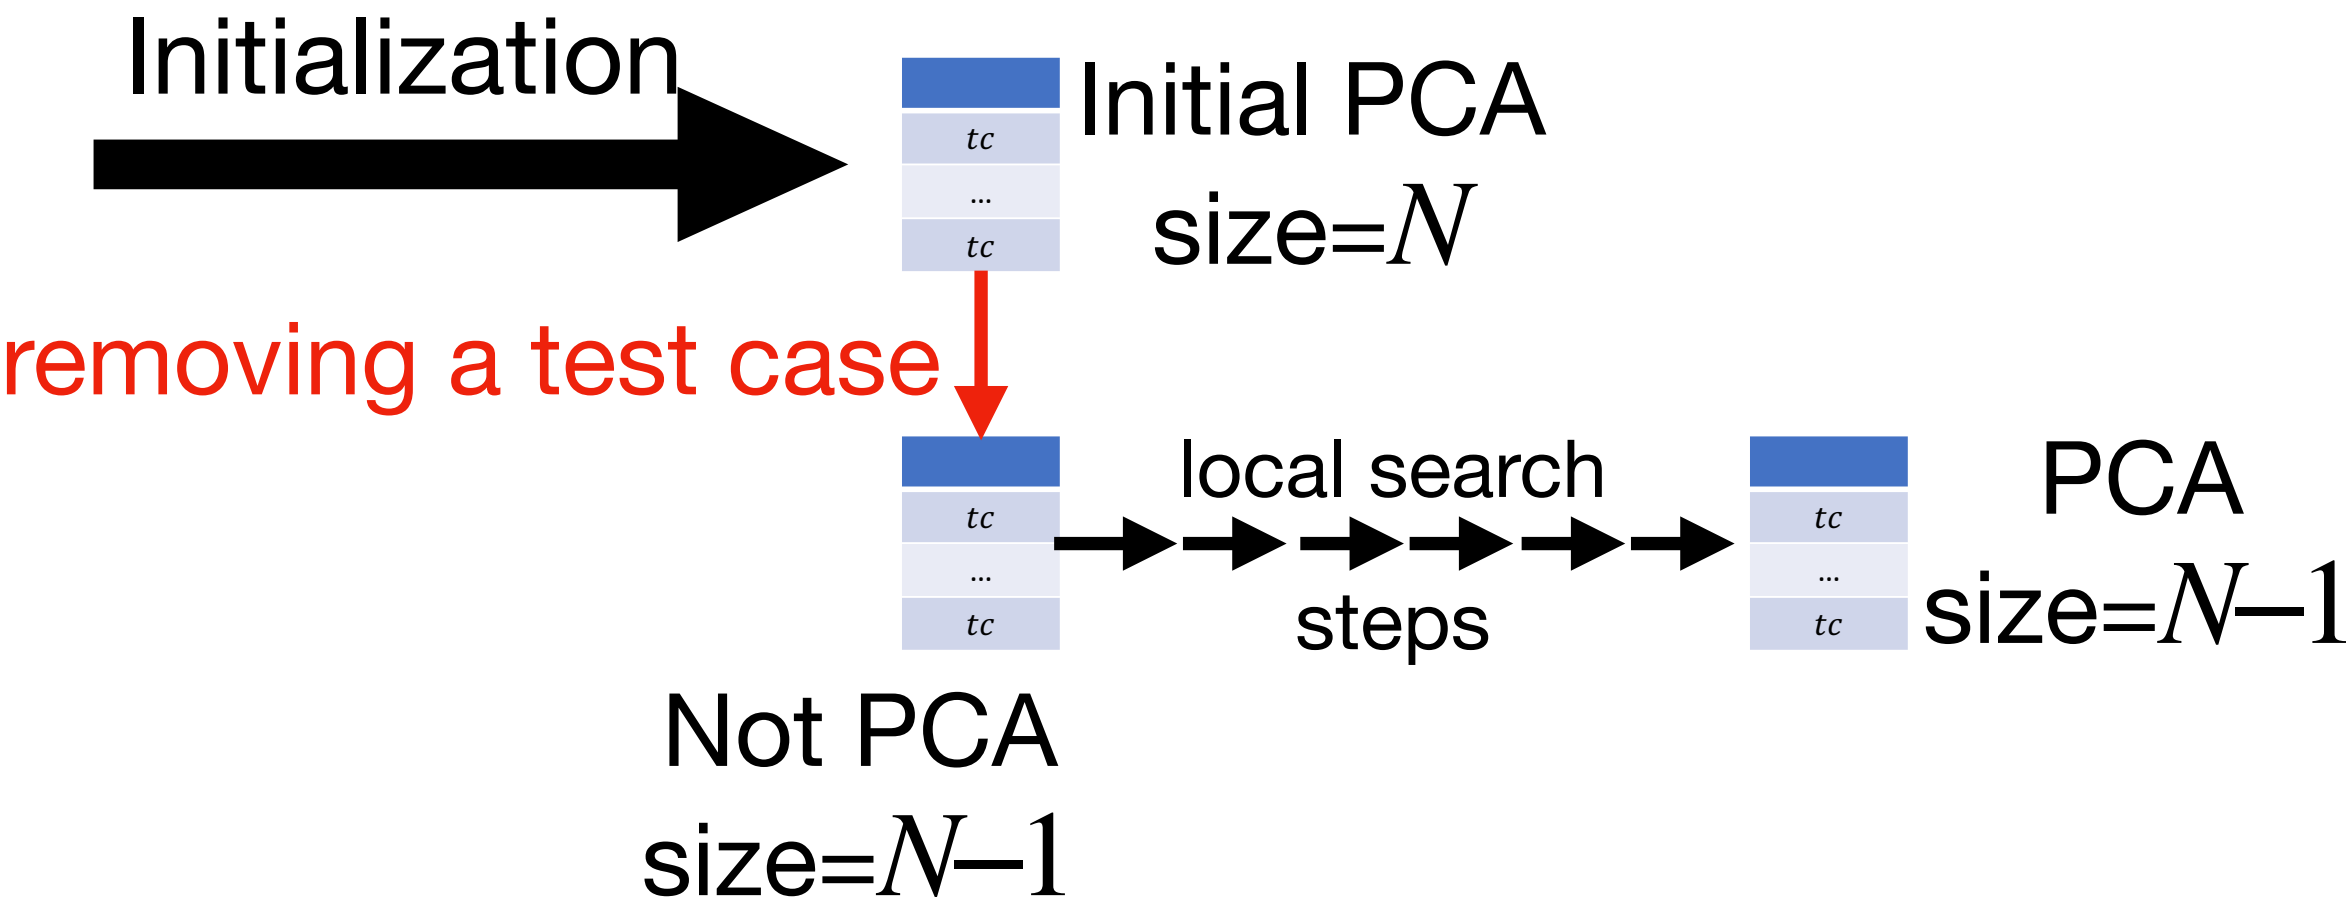 Initialization
Initial PCA
size=N
tc
...
tc
removing a test case
tc
...
tc
local search
steps
tc
...
tc
PCA
size=N−1
Not PCA
size=N−1